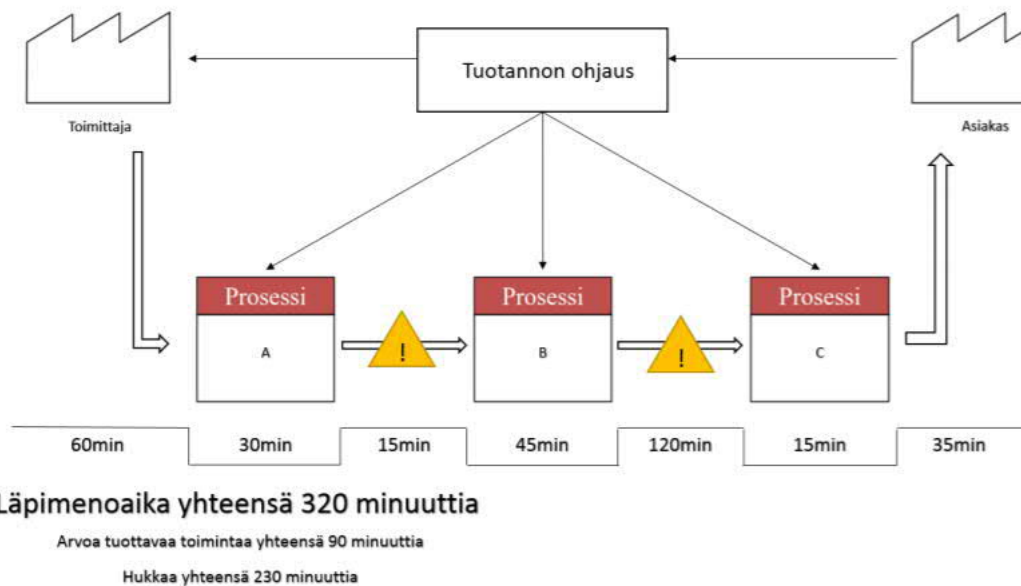 Tuotannon ohjaus
Toimittaja
Asiakas
Prosessi
Prosessi
Prosessi
A
!
B
!
C
60min
30min
15min
45min
120min
15min
35min
Läpimenoaika yhteensä 320 minuuttia
Arvoa tuottavaa toimintaa yhteensä 90 minuuttia
Hukkaa yhteensä 230 minuuttia